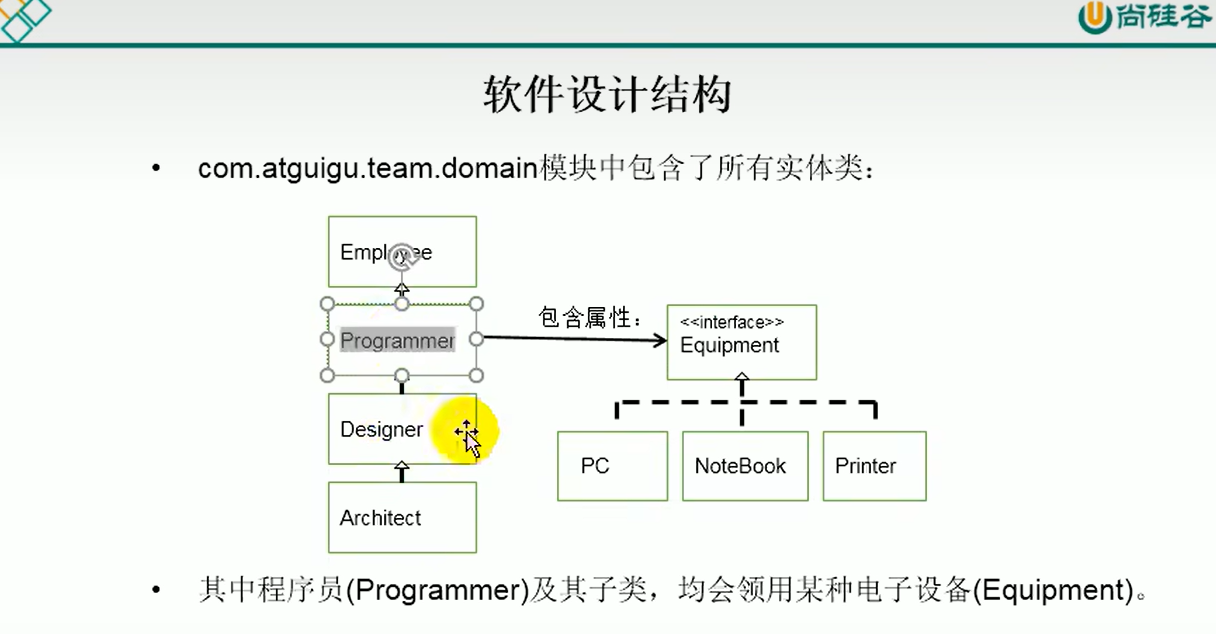 尚硅谷
软件设计结构
• com.atguigu.team.domain模块中包含了所有实体类：
Employee
Programmer
包含属性：
<<interface>>
Equipment
Designer
PC
NoteBook
Printer
Architect
• 其中程序员(Programmer)及其子类，均会领用某种电子设备(Equipment)。